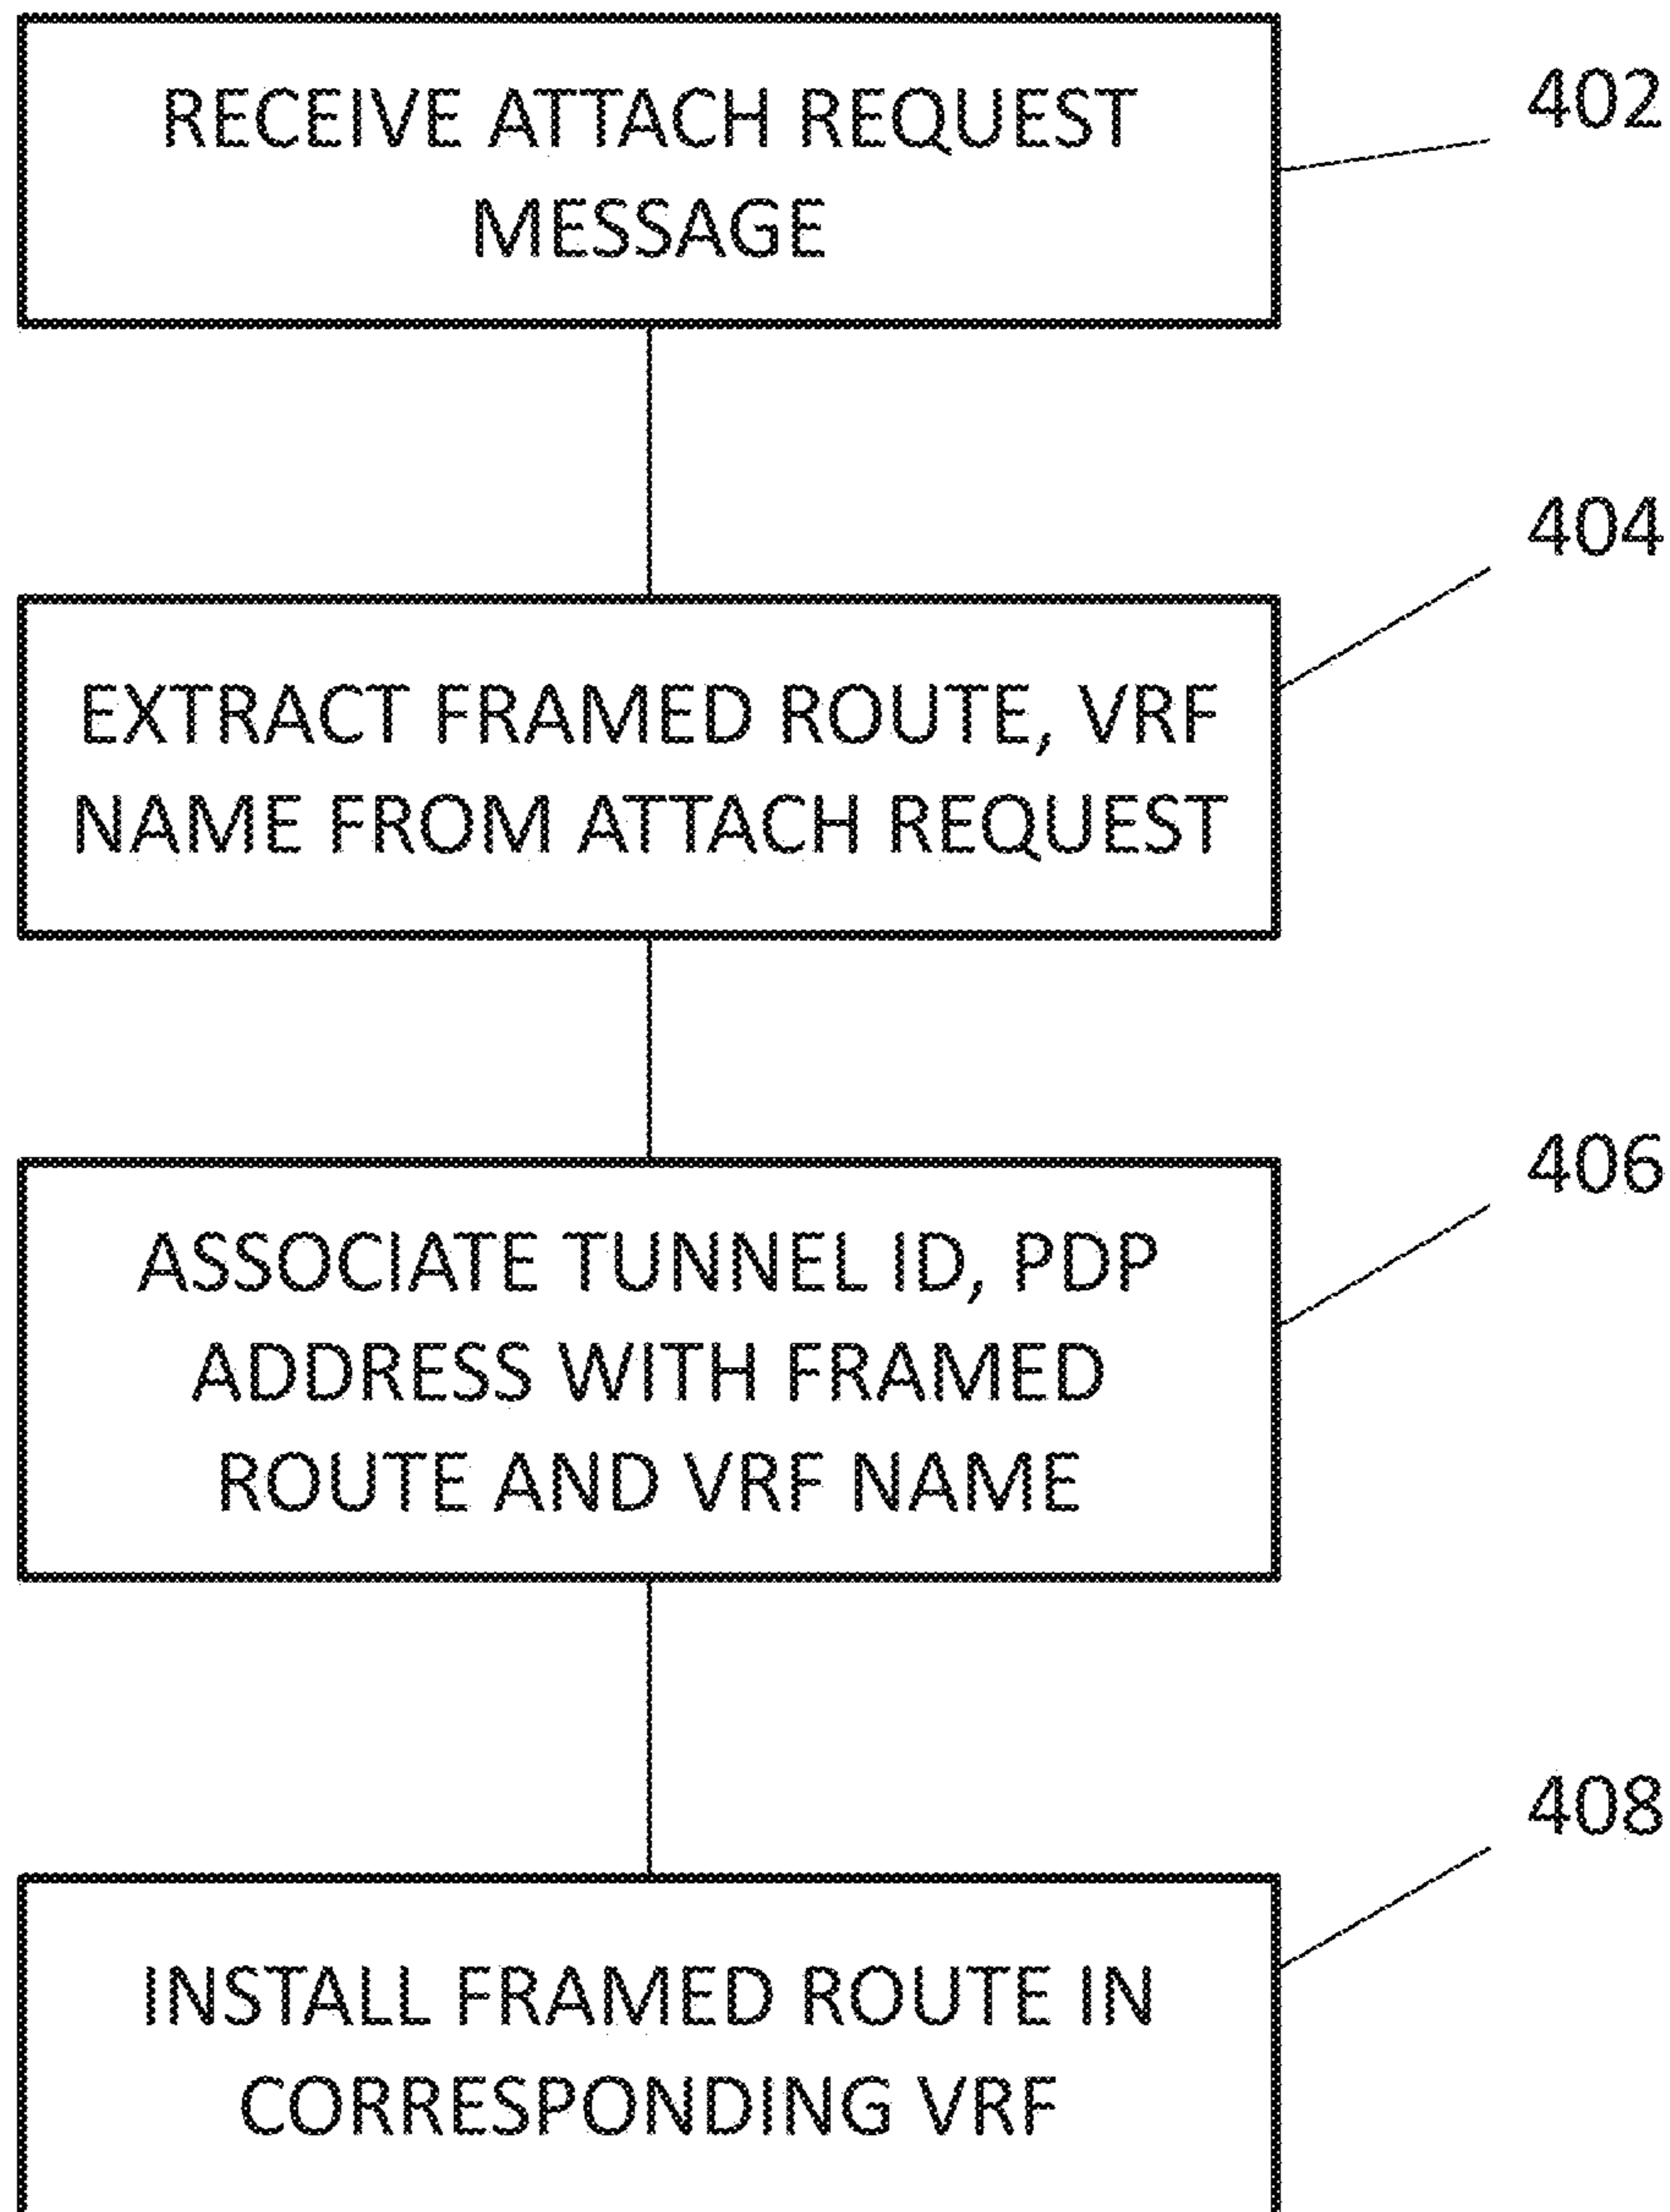 RECEIVE ATTACH REQUEST
MESSAGE
402
EXTRACT FRAMED ROUTE, VRF
NAME FROM ATTACH REQUEST
404
ASSOCIATE TUNNEL ID, PDP
ADDRESS WITH FRAMED
ROUTE AND VRF NAME
406
INSTALL FRAMED ROUTE IN
CORRESPONDING VRF
408